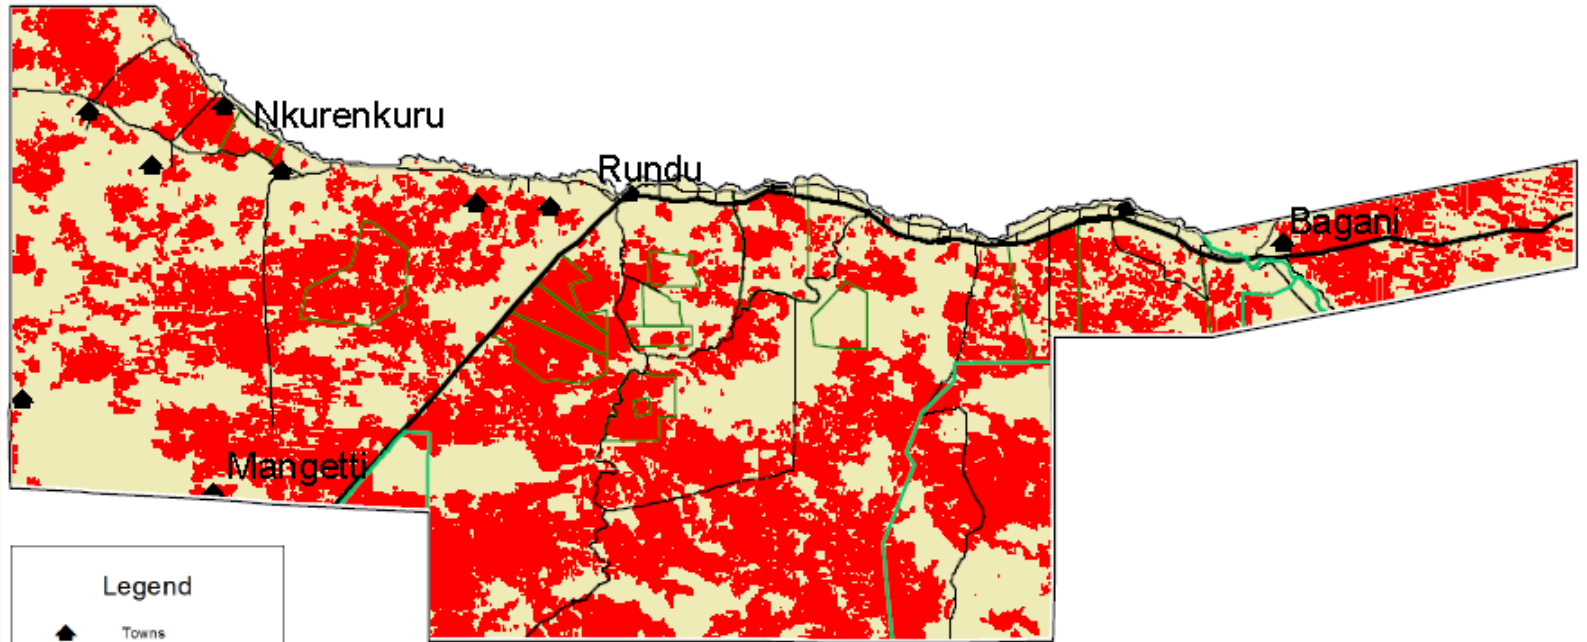 Nkurenkuru
Rundu
Bagani
Mangetti
Legend
Towns